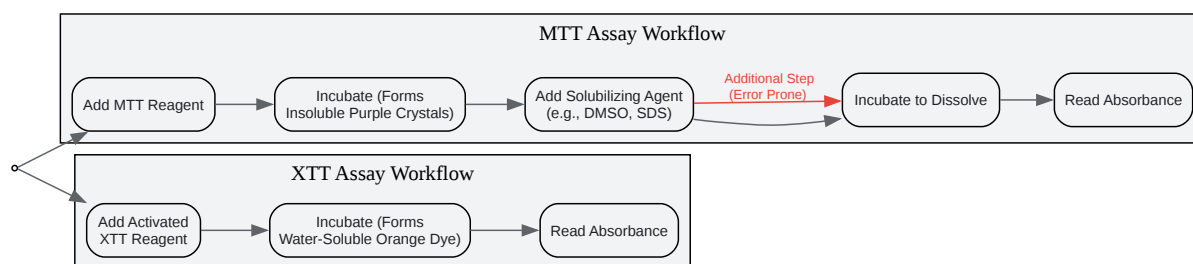 MTT Assay Workflow
Add MTT Reagent
Incubate (Forms
Insoluble Purple Crystals)
Add Solubilizing Agent
(e.g., DMSO, SDS)
Additional Step
(Error Prone)
Incubate to Dissolve
Read Absorbance
XTT Assay Workflow
Add Activated
XTT Reagent
Incubate (Forms
Water-Soluble Orange Dye)
Read Absorbance